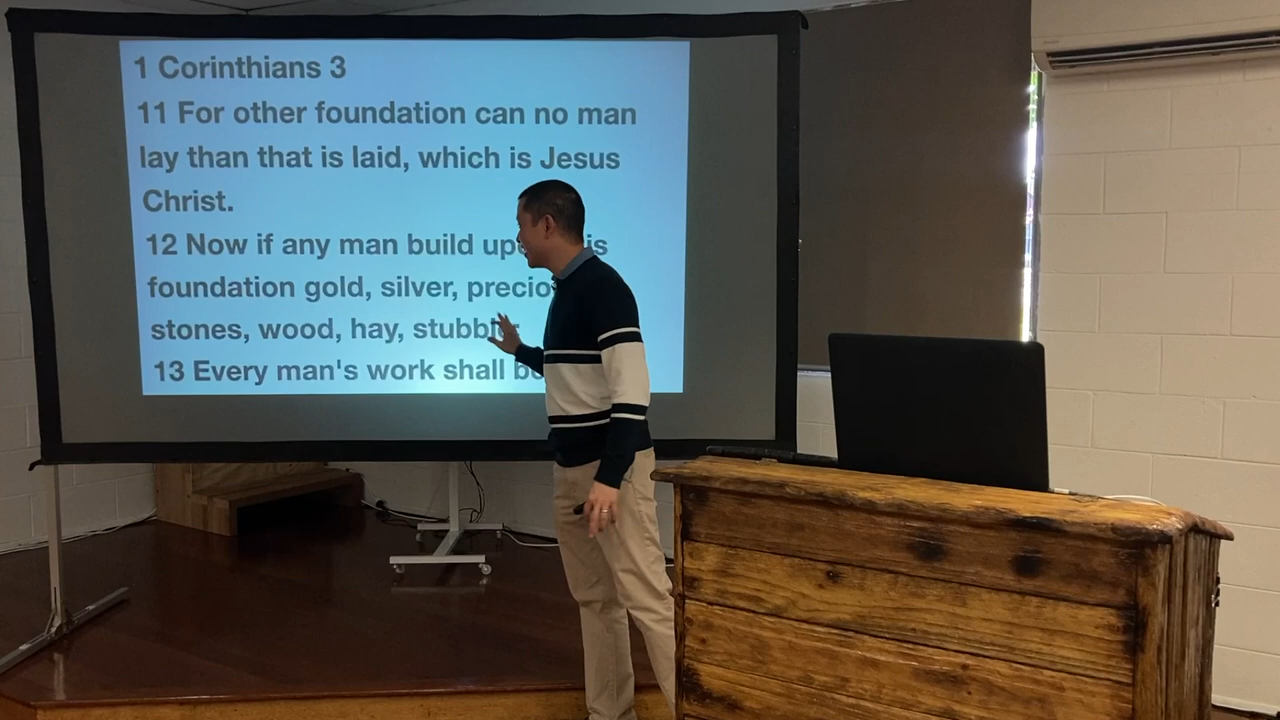 1 Corinthians 3
11 For other foundation can no man
lay than that is laid, which is Jesus
Christ.
12 Now if any man build
foundation gold, silver,
stones, wood, hay,
13 Every man's work shall